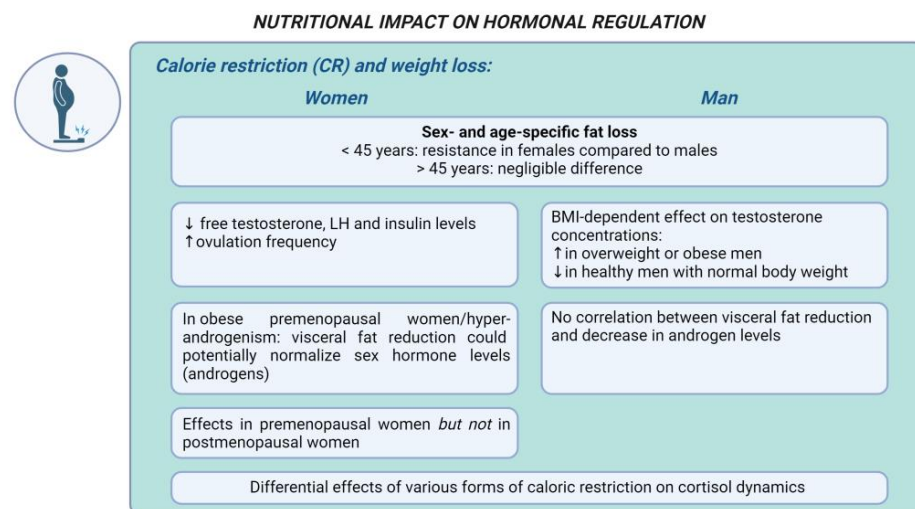 NUTRITIONAL IMPACT ON HORMONAL REGULATION
Calorie restriction (CR) and weight loss:
Women
Man
Sex- and age-specific fat loss
< 45 years: resistance in females compared to males
> 45 years: negligible difference
↓ free testosterone, LH and insulin levels
↑ ovulation frequency
BMI-dependent effect on testosterone
concentrations:
↑ in overweight or obese men
↓ in healthy men with normal body weight
In obese premenopausal women/hyper-
androgenism: visceral fat reduction could
potentially normalize sex hormone levels
(androgens)
No correlation between visceral fat reduction
and decrease in androgen levels
Effects in premenopausal women but not in
postmenopausal women
Differential effects of various forms of caloric restriction on cortisol dynamics